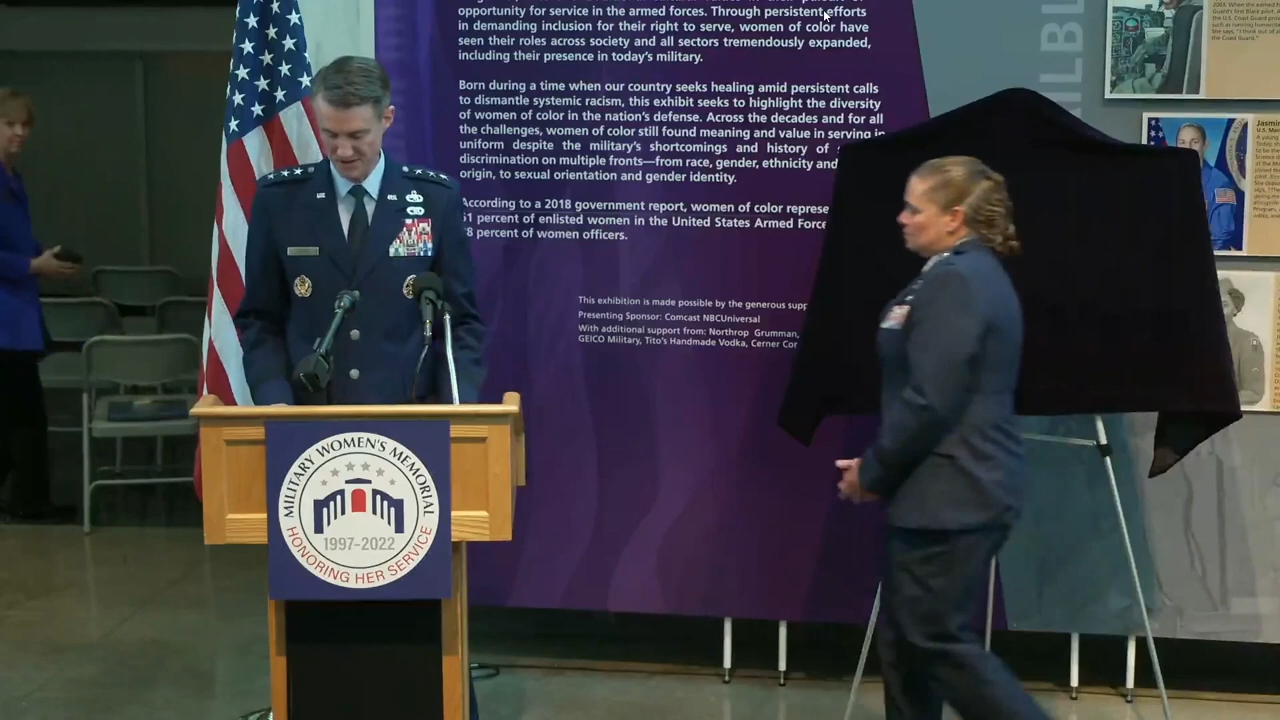 opportunity for service in the armed forces. Through persistent efforts
in demanding inclusion for their right to serve, women of color have
seen their roles across society and all sectors tremendously expanded,
including their presence in today's military.
Born during a time when our country seeks healing amid persistent calls
to dismantle systemic racism, this exhibit seeks to highlight the diversity
of women of color in the nation's defense. Across the decades and for all
the challenges, women of color still found meaning and value in serving in
uniform despite the military's shortcomings and history of
discrimination on multiple fronts—from race, gender, ethnicity and
origin, to sexual orientation and gender identity.
According to a 2018 government report, women of color represe
51 percent of enlisted women in the United States Armed Force
8 percent of women officers.
This exhibition is made possible by the generous supp
Presenting Sponsor: Comcast NBCUniversal
With additional support from: Northrop Grumman,
GEICO Military, Tito's Handmade Vodka, Cerner Cor
MILITARY WOMEN'S MEMORIAL
1997-2022
HONORING HER SERVICE
Jasmin